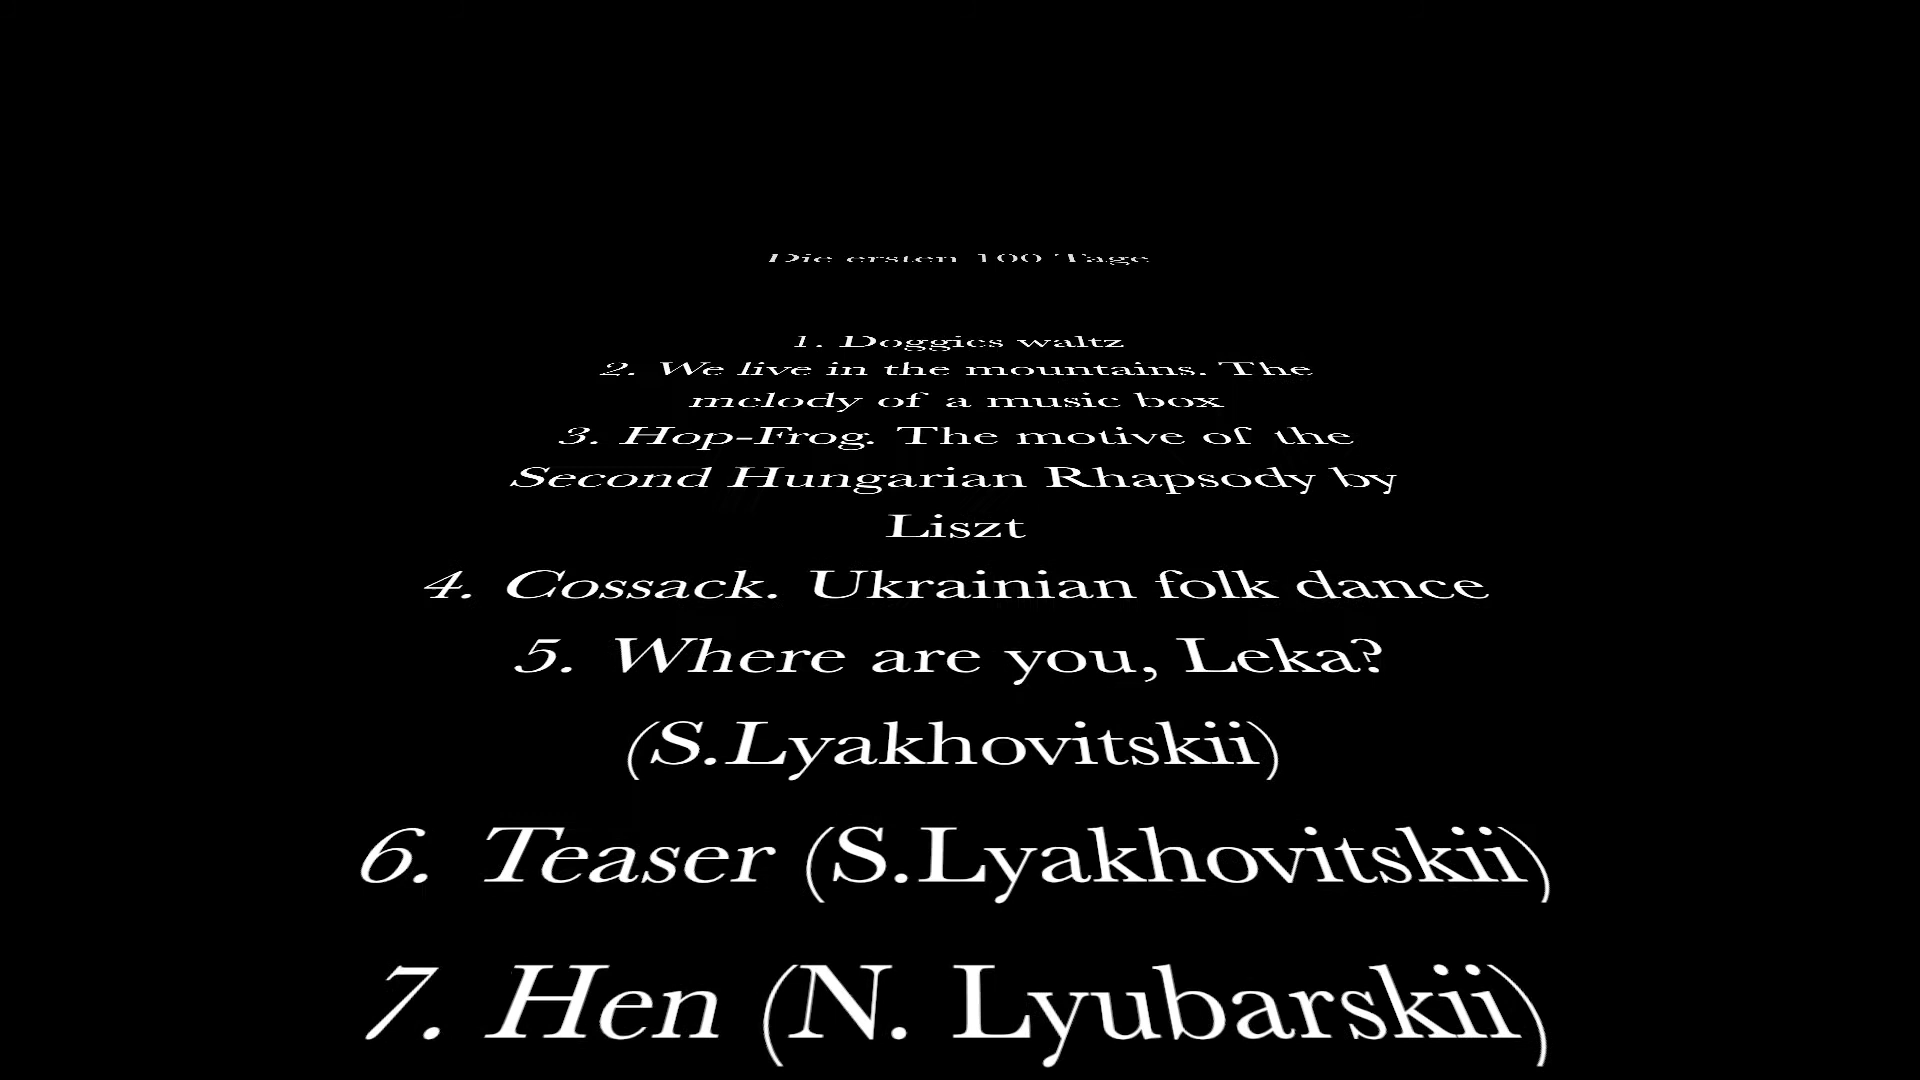 Die ersten 100 Tage
1. Doggies waltz
2. We live in the mountains. The
melody of a music box
3. Hop-Frog. The motive of the
Second Hungarian Rhapsody by
Liszt
4. Cossack. Ukrainian folk dance
5. Where are you, Leka?
(S.Lyakhovitskii)
6. Teaser (S.Lyakhovitskii)
7. Hen (N. Lyubarskii)